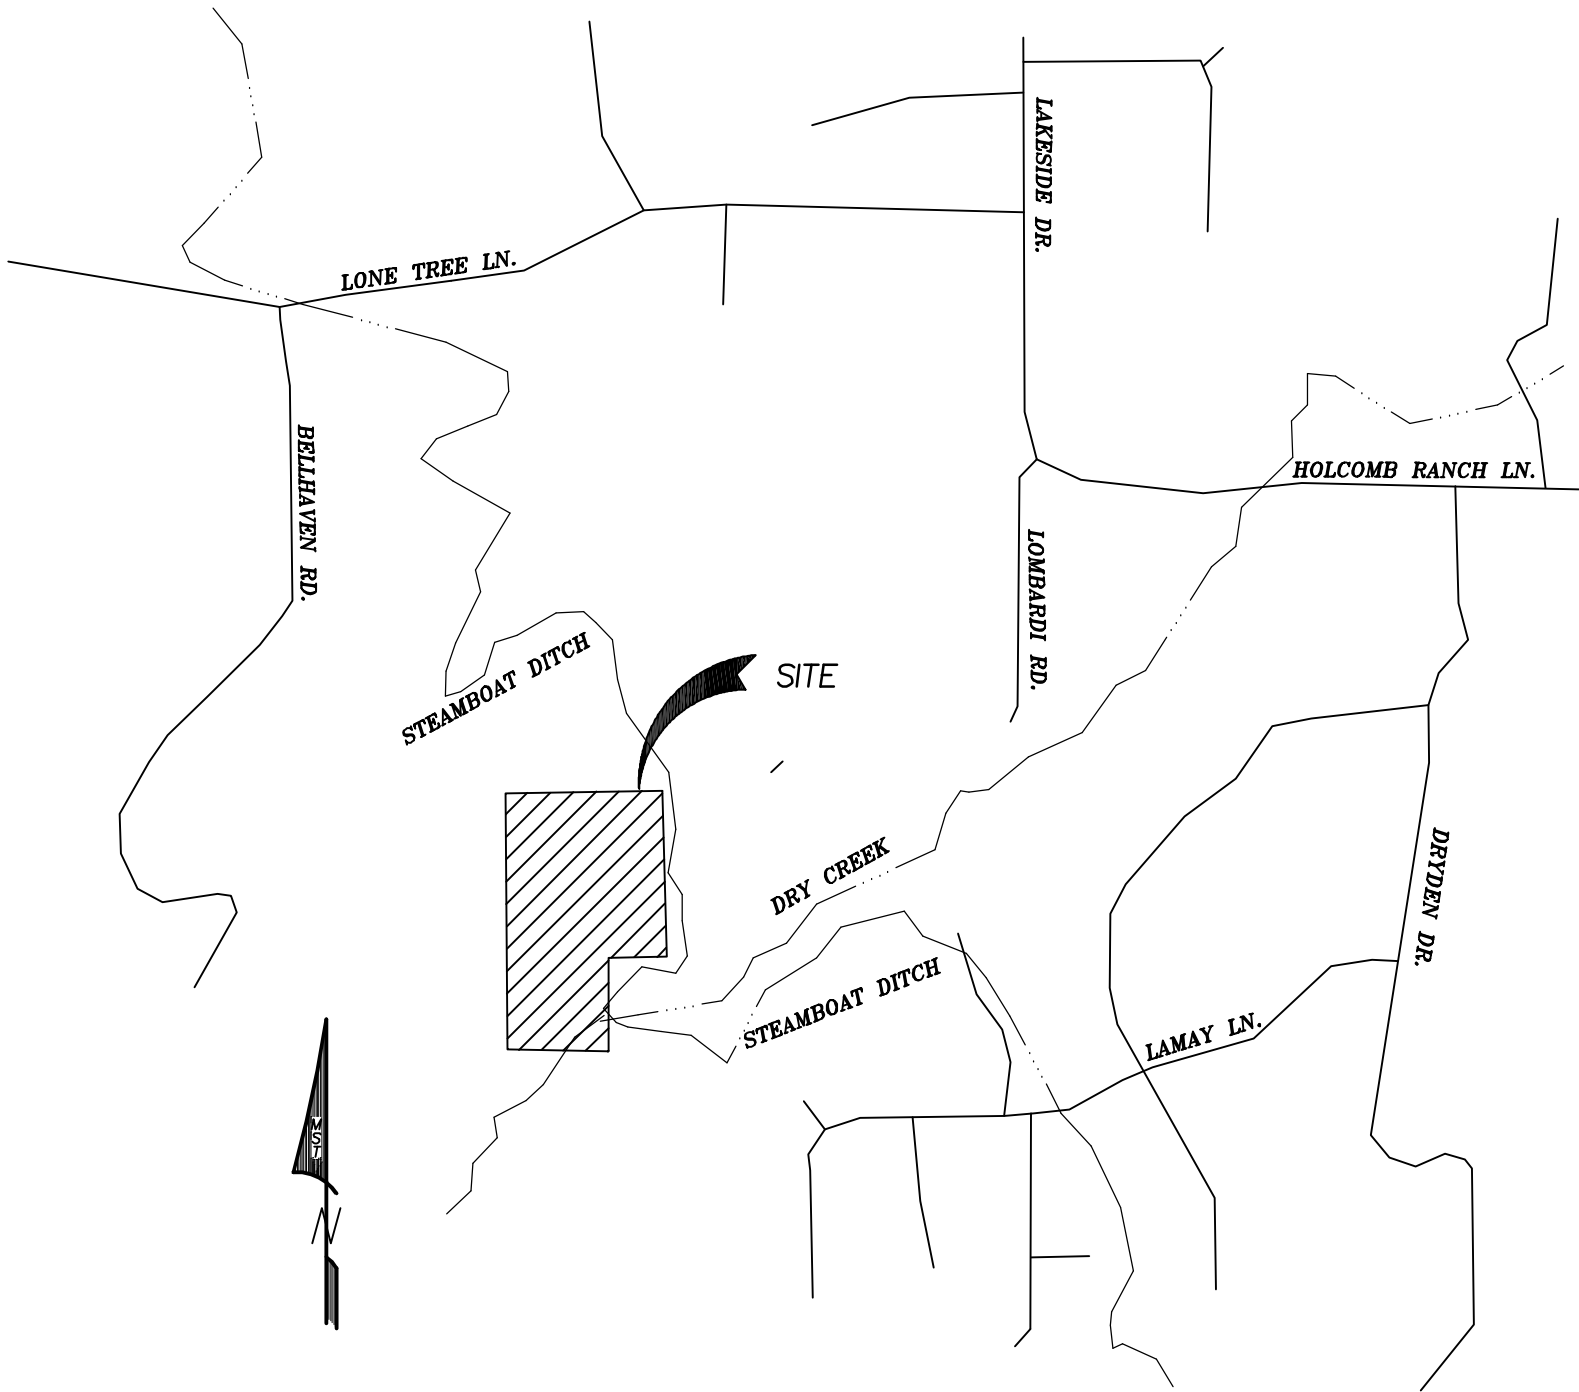 LAKESIDE DR.
LONE TREE LN.
BELLHAVEN RD.
HOLCOMB RANCH LN.
LOMBARDI RD.
STEAMBOAT DITCH
SITE
DRY CREEK
DRYDEN DR.
STEAMBOAT DITCH
LAMAY LN.
MST
N